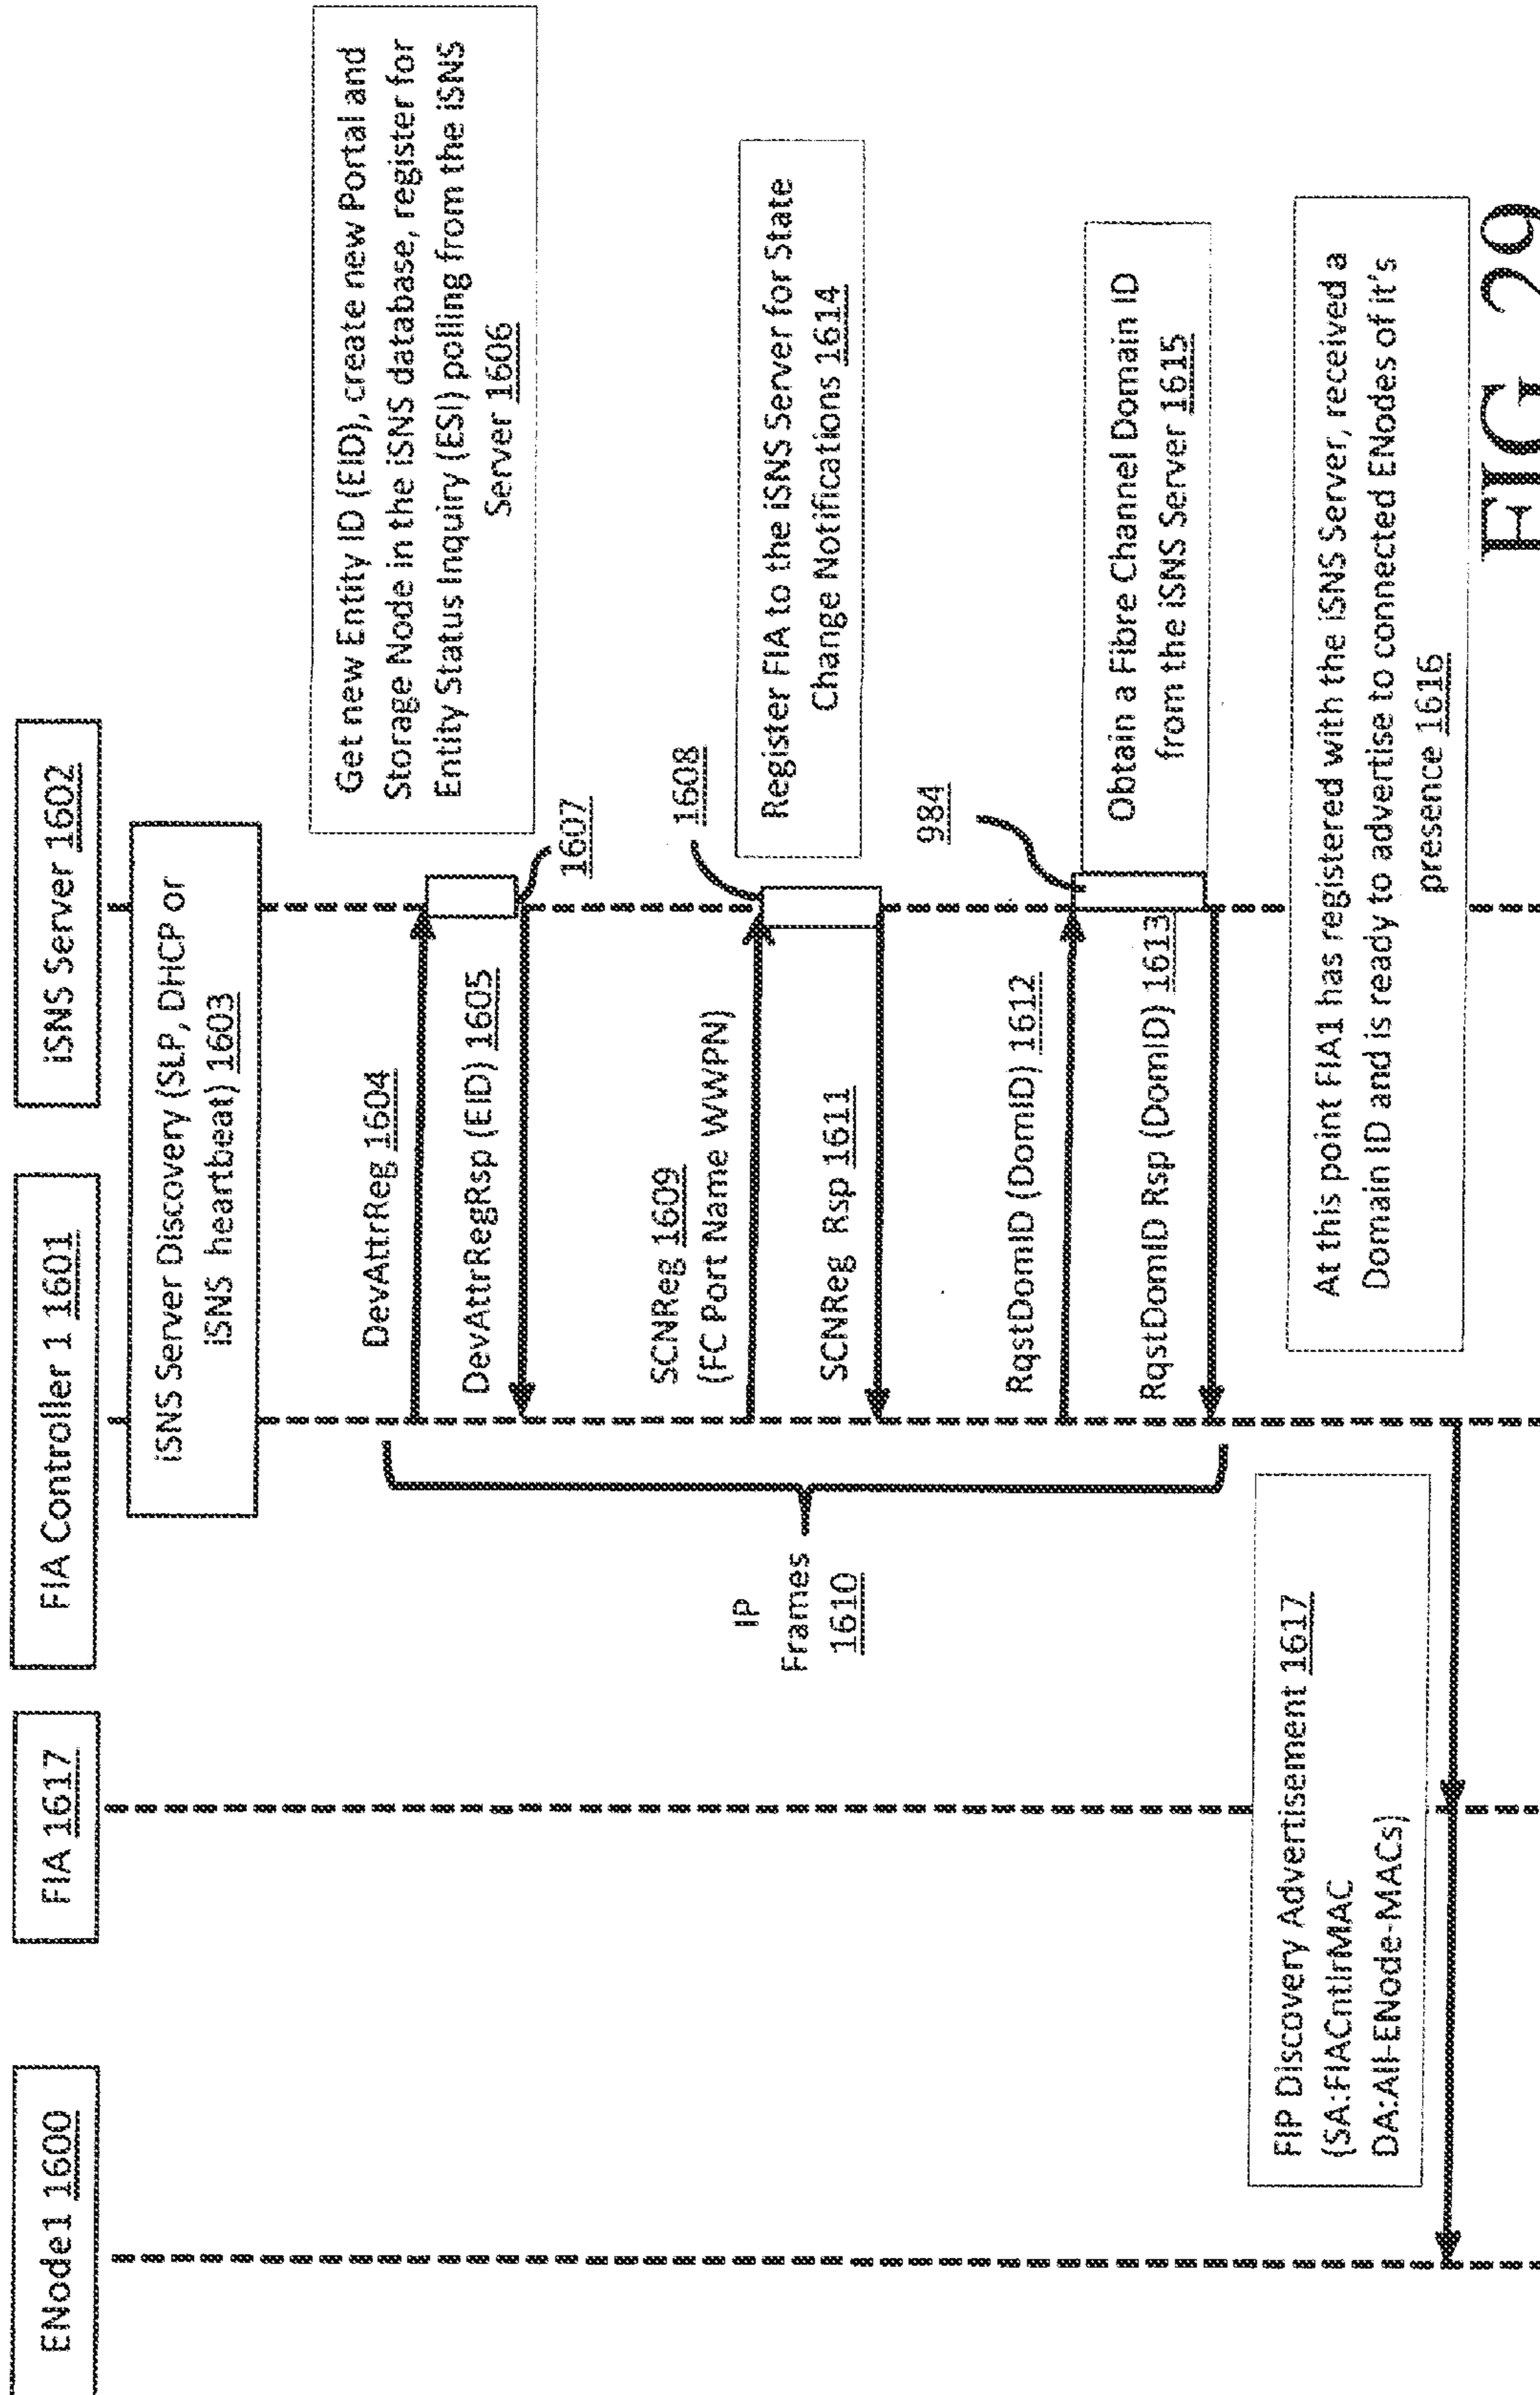 ENode1 1600
FIA 1617
FIA Controller 1 1601
iSNS Server 1602
iSNS Server Discovery (SLP, DHCP or
iSNS heartbeat) 1603
DevAttrReg 1604
Get new Entity ID (EID), create new Portal and
Storage Node in the iSNS database, register for
Entity Status Inquiry (ESI) polling from the iSNS
Server 1606
DevAttrRegRsp (EID) 1605
1607
SCNReg 1609
(FC Port Name WWPN)
1608
Register FIA to the iSNS Server for State
Change Notifications 1614
IP
Frames
1610
SCNReg Rsp 1611
984
RqstDomID (DomID) 1612
Obtain a Fibre Channel Domain ID
from the iSNS Server 1615
RqstDomID Rsp (DomID) 1613
At this point FIA1 has registered with the iSNS Server, received a
Domain ID and is ready to advertise to connected ENodes of it's
presence 1616
FIP Discovery Advertisement 1617
(SA:FIACntlrMAC
DA:All-ENode-MACs)
FIG 29